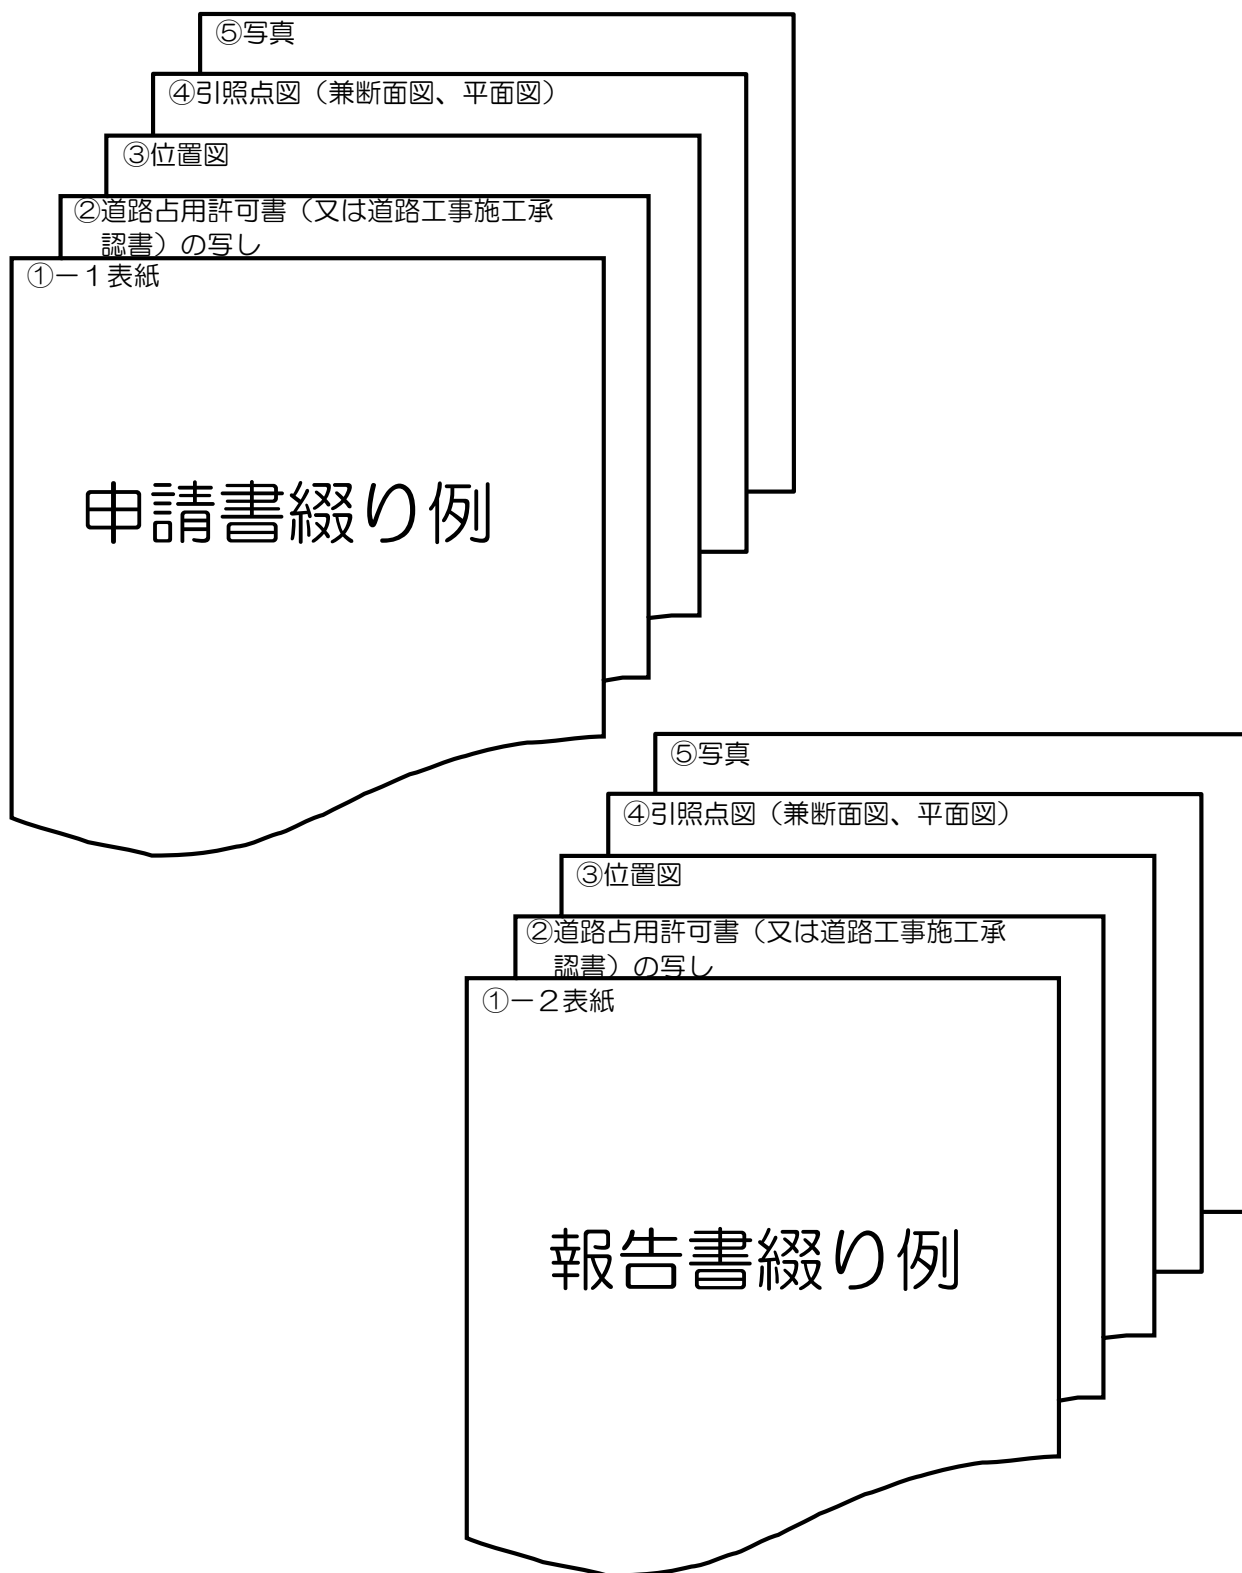 ⑤写真
④引照点図（兼断面図、平面図）
③位置図
②道路占用許可書（又は道路工事施工承
認書）の写し
①－１表紙
申請書綴り例
⑤写真
④引照点図（兼断面図、平面図）
③位置図
②道路占用許可書（又は道路工事施工承
認書）の写し
①－２表紙
報告書綴り例